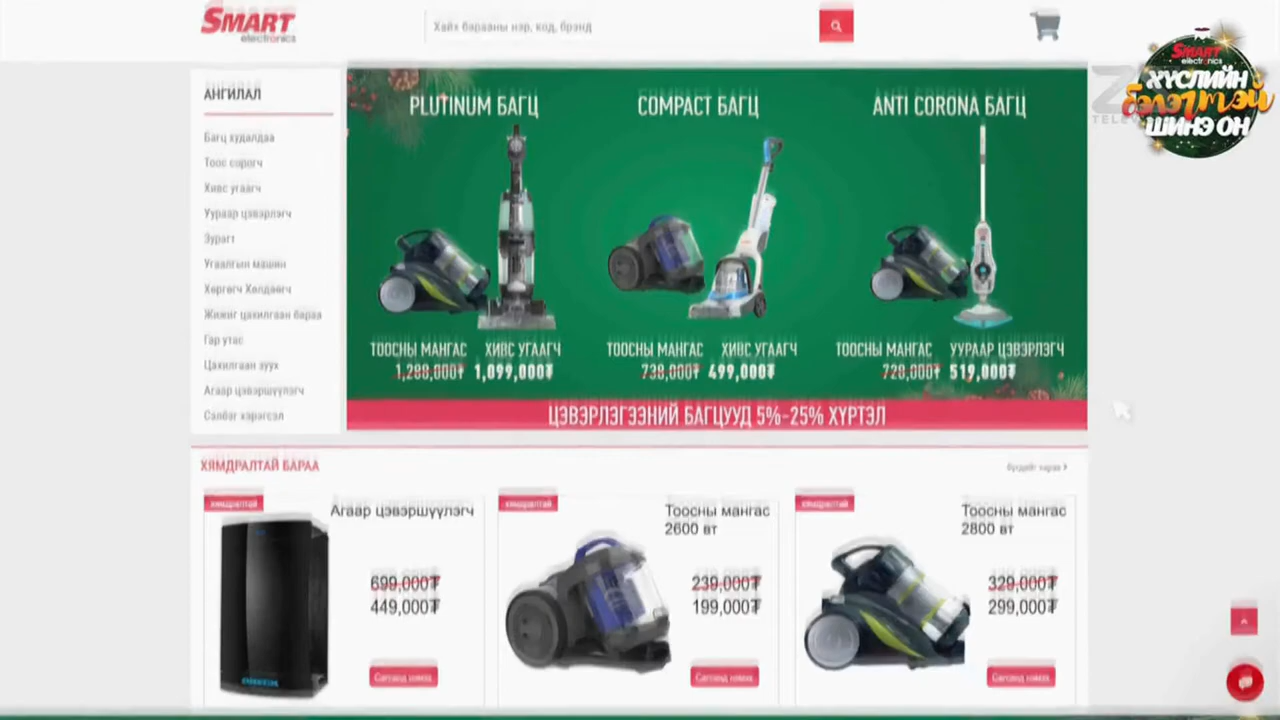 SMART
electronics
Хайх барааны нэр, код, брэнд
SMART
electronics
ХҮСЛИЙН
бэлэгтэй
ШИНЭ ОН
АНГИЛАЛ
Багц худалдаа
Тоос сорогч
Хивс угаагч
Уураар цэвэрлэгч
Зурагт
Угаалгын машин
Хөргөгч Хөлдөөгч
Жижиг цахилгаан бараа
Гар утас
Цахилгаан зуух
Агаар цэвэршүүлэгч
Сэлбэг хэрэгсэл
PLUTINUM БАГЦ
COMPACT БАГЦ
ANTI CORONA БАГЦ
ТООСНЫ МАНГАС ХИВС УГААГЧ
1,288,000₮ 1,099,000₮
ТООСНЫ МАНГАС ХИВС УГААГЧ
738,000₮ 499,000₮
ТООСНЫ МАНГАС УУРААР ЦЭВЭРЛЭГЧ
728,000₮ 519,000₮
ЦЭВЭРЛЭГЭЭНИЙ БАГЦУУД 5%-25% ХҮРТЭЛ
ХЯМДРАЛТАЙ БАРАА
бүгдийг харах
хямдралтай
Агаар цэвэршүүлэгч
699,000₮
449,000₮
Сагсанд нэмэх
хямдралтай
Тоосны мангас
2600 вт
239,000₮
199,000₮
Сагсанд нэмэх
хямдралтай
Тоосны мангас
2800 вт
329,000₮
299,000₮
Сагсанд нэмэх